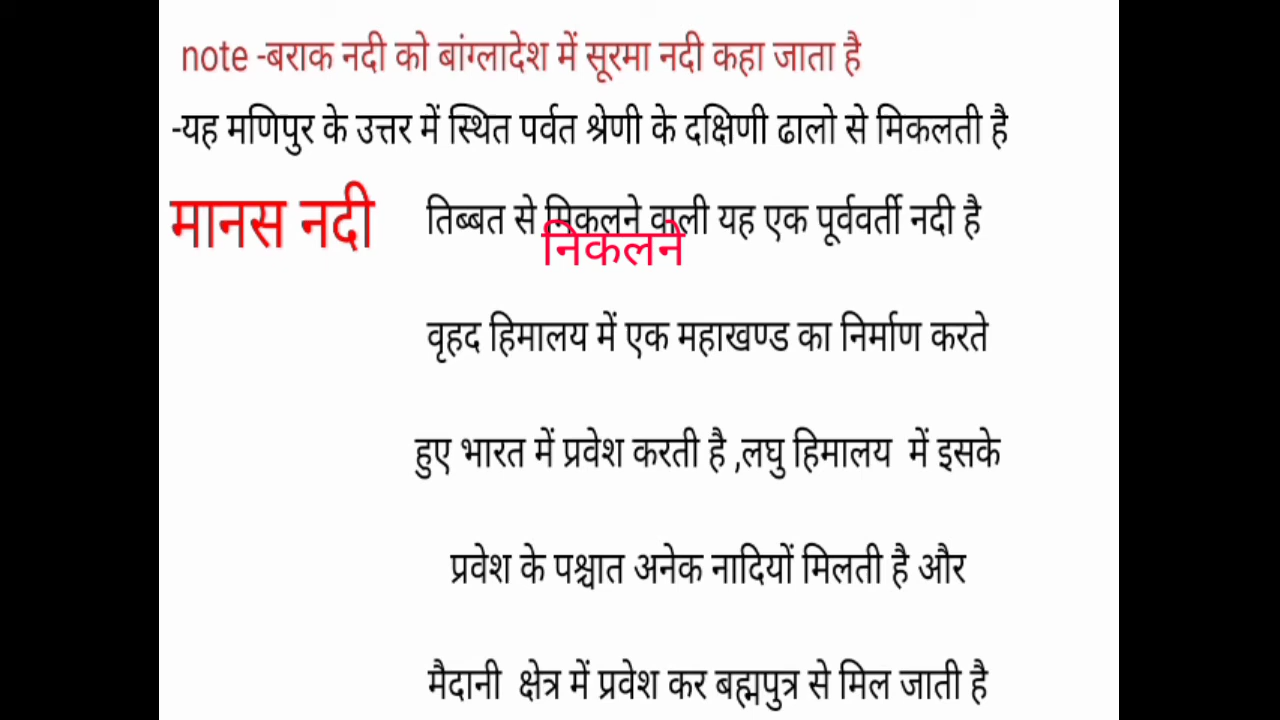 note -बराक नदी को बांग्लादेश में सूरमा नदी कहा जाता है
-यह मणिपुर के उत्तर में स्थित पर्वत श्रेणी के दक्षिणी ढालो से मिकलती है
मानस नदी तिब्बत से मिकलने वाली यह एक पूर्ववर्ती नदी है
निकलने
वृहद हिमालय में एक महाखण्ड का निर्माण करते
हुए भारत में प्रवेश करती है ,लघु हिमालय में इसके
प्रवेश के पश्चात अनेक नादियों मिलती है और
मैदानी क्षेत्र में प्रवेश कर बह्मपुत्र से मिल जाती है